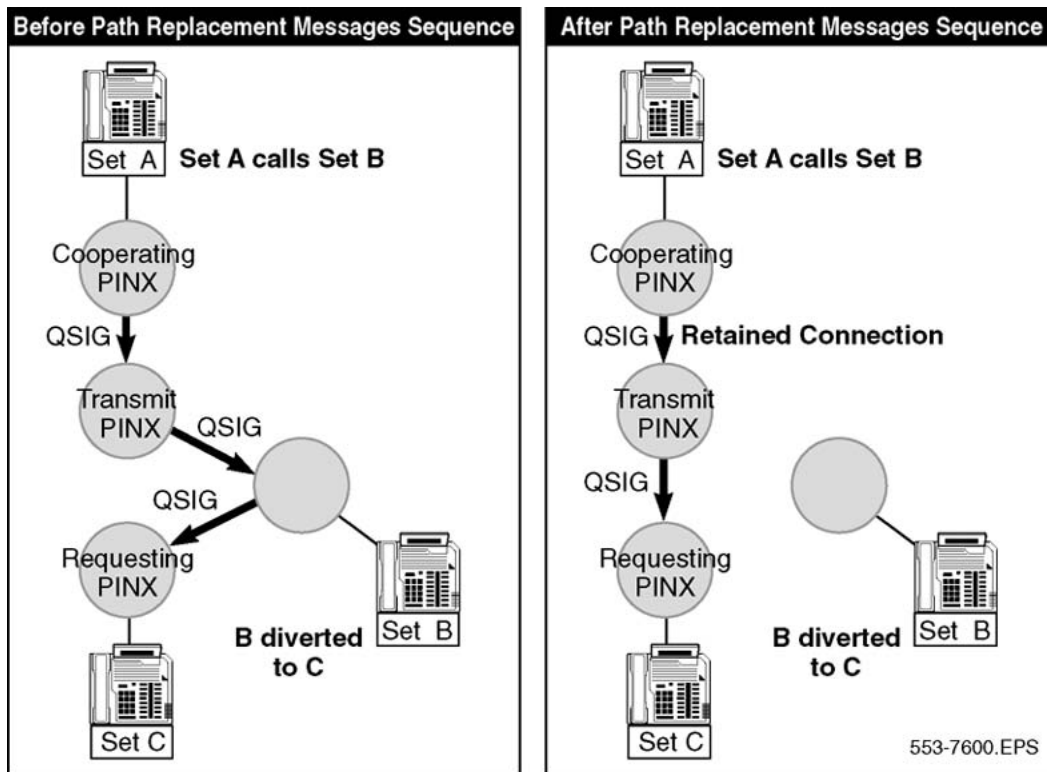 Before Path Replacement Messages Sequence
Set A
Set A calls Set B
Cooperating
PINX
QSIG
Transmit
PINX
QSIG
QSIG
Requesting
PINX
Set B
B diverted
to C
Set C
After Path Replacement Messages Sequence
Set A
Set A calls Set B
Cooperating
PINX
QSIG
Retained Connection
Transmit
PINX
QSIG
Requesting
PINX
Set B
B diverted
to C
Set C
553-7600.EPS